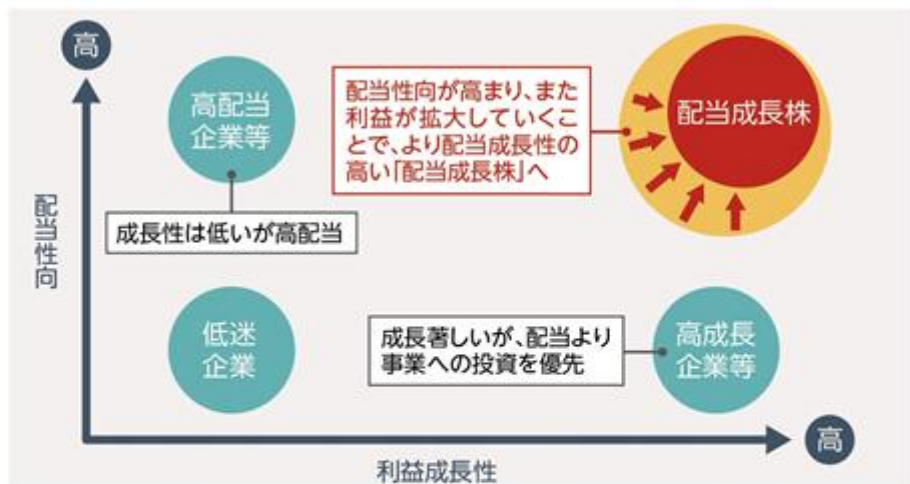 高
高配当
企業等
配当性向が高まり、また
利益が拡大していくこ
とで、より配当成長性の
高い「配当成長株」へ
配当成長株
成長性は低いが高配当
配当性向
低迷
企業
成長著しいが、配当より
事業への投資を優先
高成長
企業等
高
利益成長性